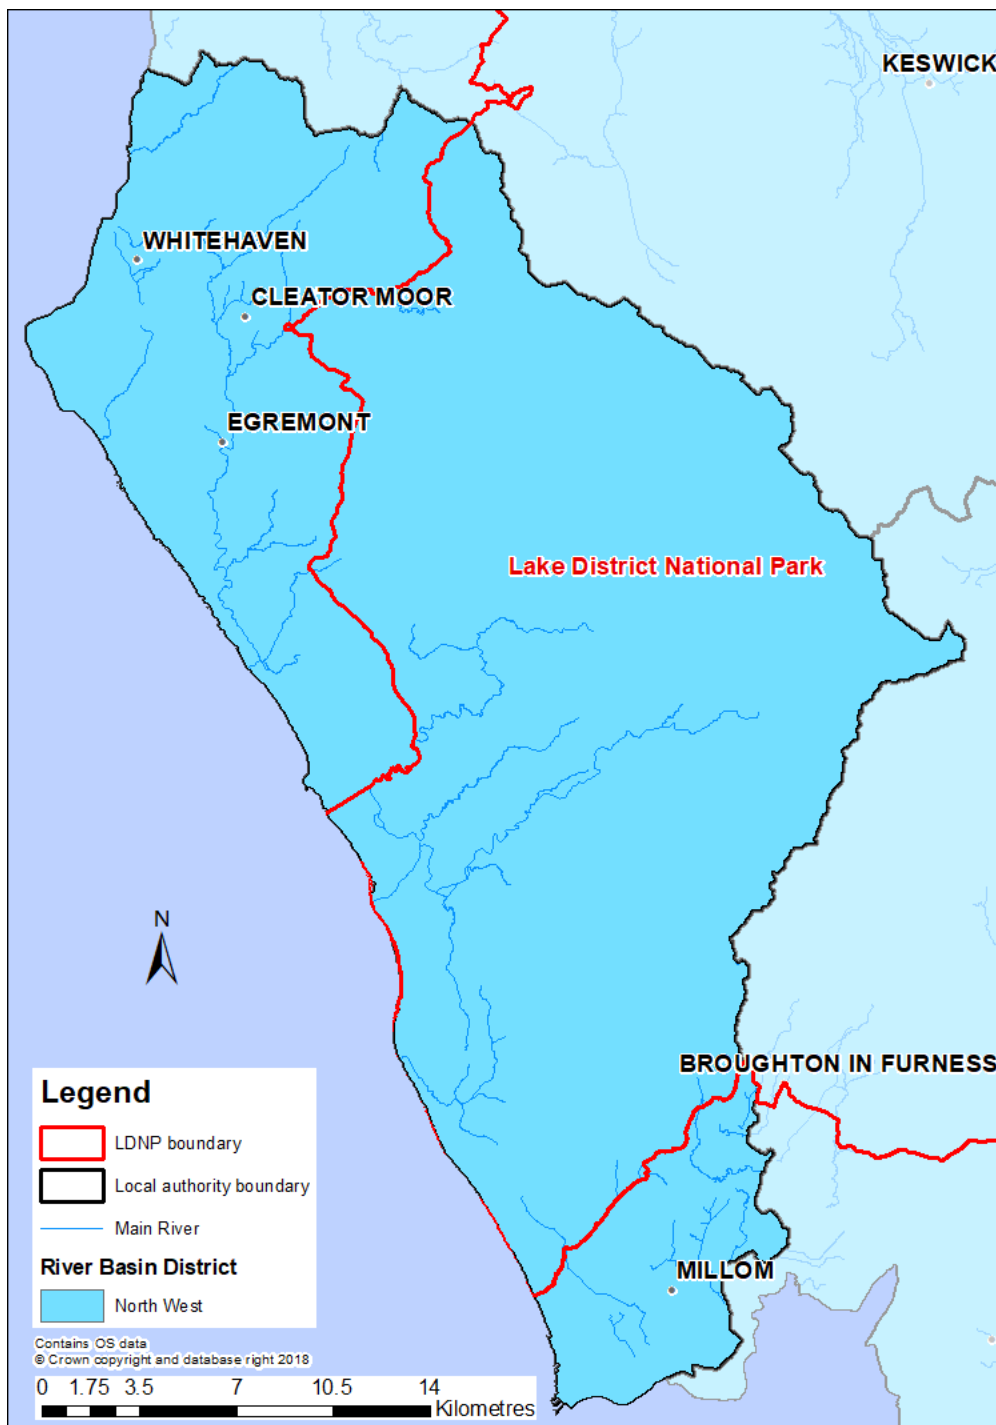 KESWICK
WHITEHAVEN
CLEATOR MOOR
EGREMONT
Lake District National Park
N
BROUGHTON IN FURNESS
MILLOM
Legend
LDNP boundary
Local authority boundary
Main River
River Basin District
North West
Contains OS data
© Crown copyright and database right 2018
0 1.75 3.5 7 10.5 14
Kilometres